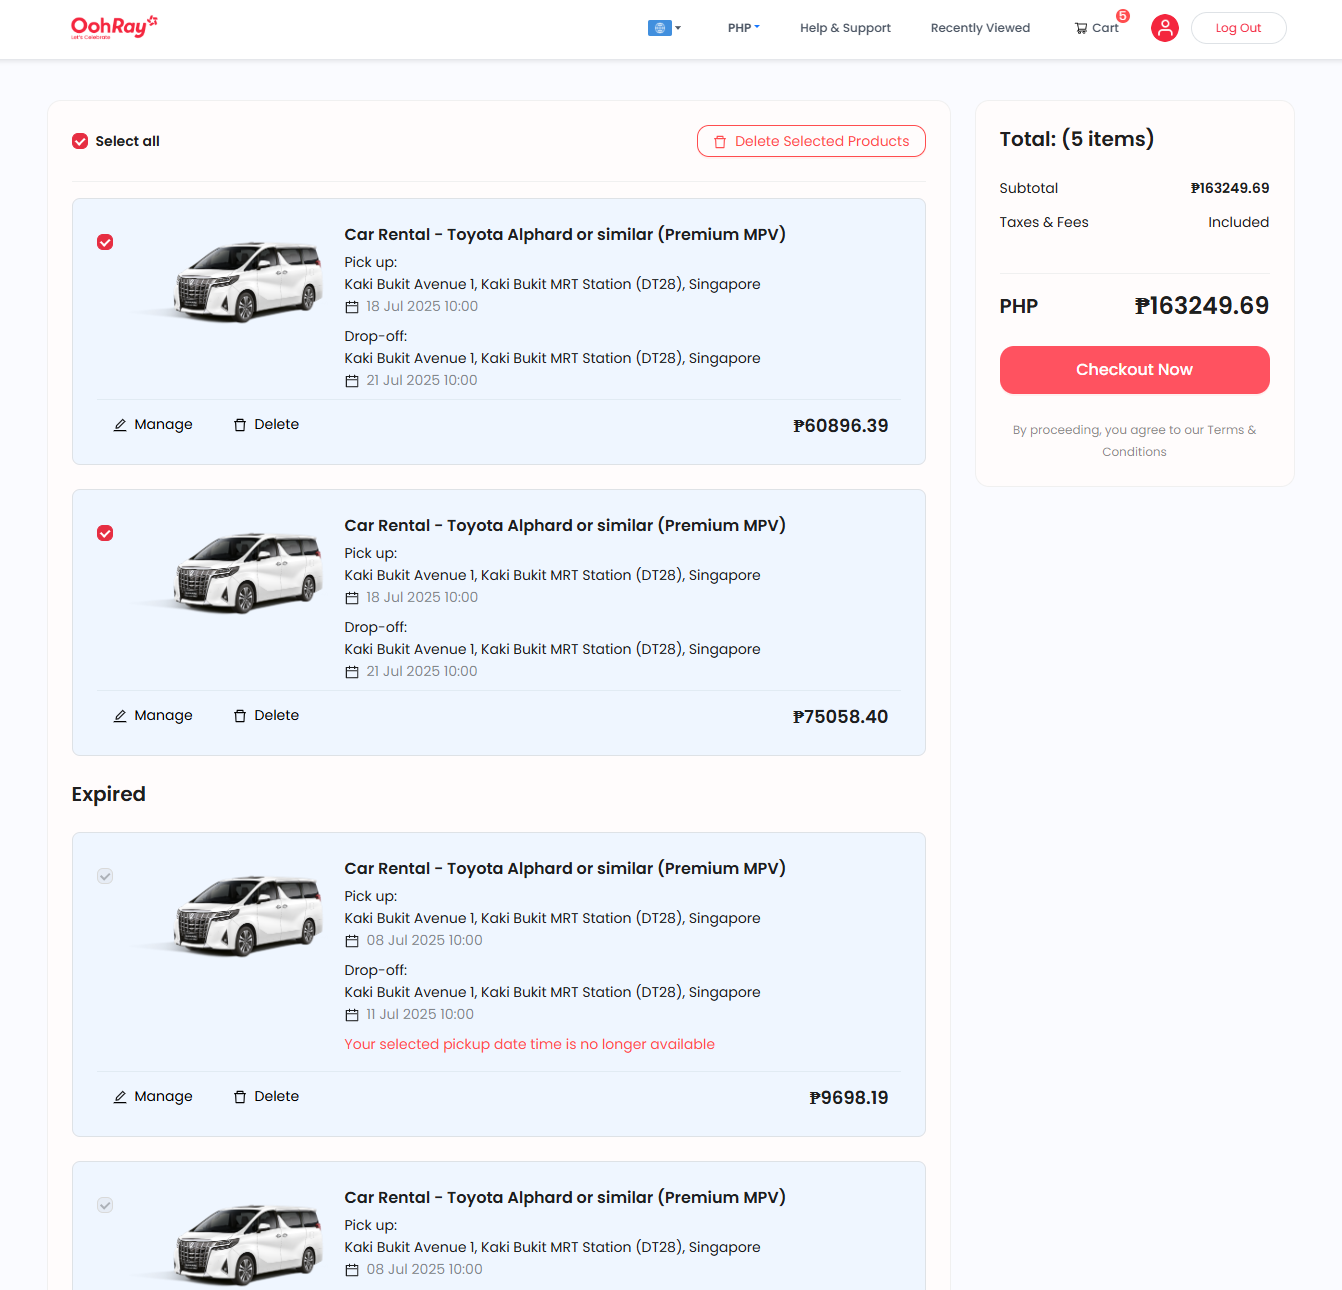 OohRay
Let's Celebrate
PHP
Help & Support
Recently Viewed
Cart
5
Log Out
Select all
Delete Selected Products
Car Rental - Toyota Alphard or similar (Premium MPV)
Pick up:
Kaki Bukit Avenue 1, Kaki Bukit MRT Station (DT28), Singapore
18 Jul 2025 10:00
Drop-off:
Kaki Bukit Avenue 1, Kaki Bukit MRT Station (DT28), Singapore
21 Jul 2025 10:00
Manage
Delete
₱60896.39
Car Rental - Toyota Alphard or similar (Premium MPV)
Pick up:
Kaki Bukit Avenue 1, Kaki Bukit MRT Station (DT28), Singapore
18 Jul 2025 10:00
Drop-off:
Kaki Bukit Avenue 1, Kaki Bukit MRT Station (DT28), Singapore
21 Jul 2025 10:00
Manage
Delete
₱75058.40
Expired
Car Rental - Toyota Alphard or similar (Premium MPV)
Pick up:
Kaki Bukit Avenue 1, Kaki Bukit MRT Station (DT28), Singapore
08 Jul 2025 10:00
Drop-off:
Kaki Bukit Avenue 1, Kaki Bukit MRT Station (DT28), Singapore
11 Jul 2025 10:00
Your selected pickup date time is no longer available
Manage
Delete
₱9698.19
Car Rental - Toyota Alphard or similar (Premium MPV)
Pick up:
Kaki Bukit Avenue 1, Kaki Bukit MRT Station (DT28), Singapore
08 Jul 2025 10:00
Total: (5 items)
Subtotal ₱163249.69
Taxes & Fees Included
PHP ₱163249.69
Checkout Now
By proceeding, you agree to our Terms &
Conditions